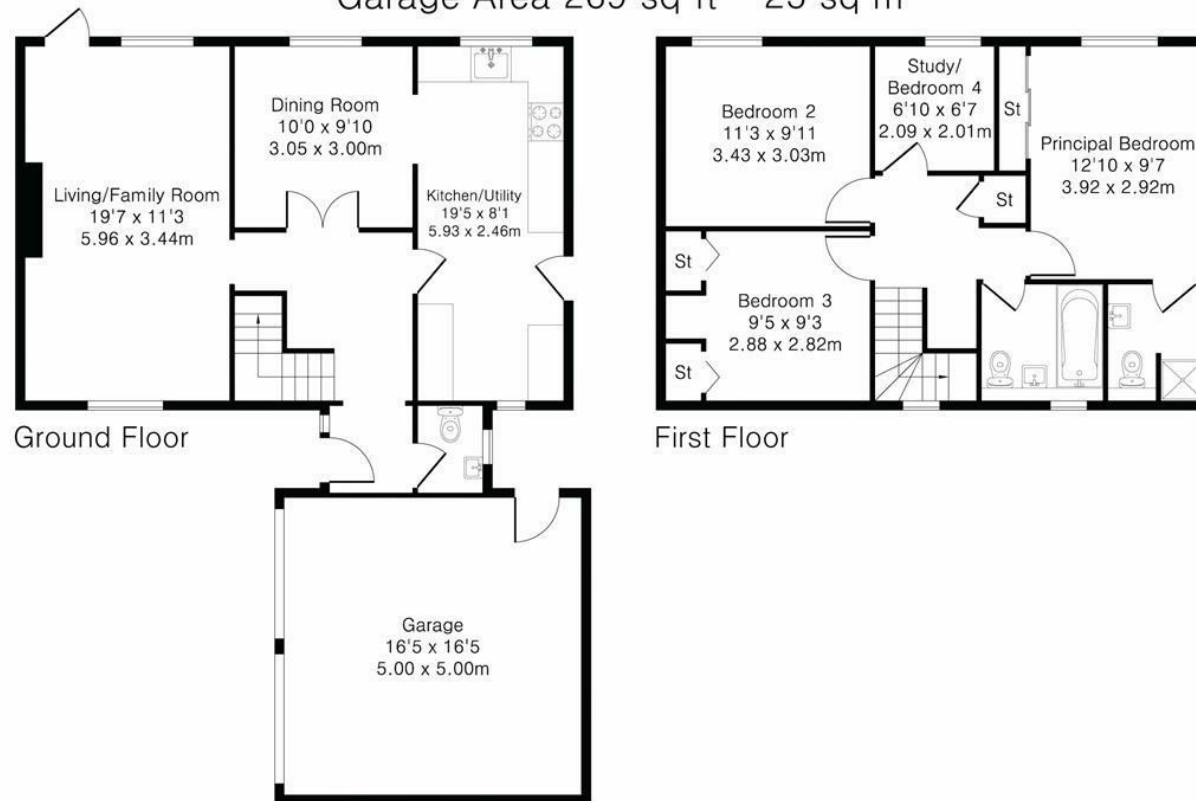 Garage Area 269 sq ft - 25 sq m
Dining Room
10'0 x 9'10
3.05 x 3.00m
Living/Family Room
19'7 x 11'3
5.96 x 3.44m
Kitchen/Utility
19'5 x 8'1
5.93 x 2.46m
Ground Floor
Garage
16'5 x 16'5
5.00 x 5.00m
Bedroom 2
11'3 x 9'11
3.43 x 3.03m
Study/
Bedroom 4
6'10 x 6'7
2.09 x 2.01m
St
Principal Bedroom
12'10 x 9'7
3.92 x 2.92m
St
St
Bedroom 3
9'5 x 9'3
2.88 x 2.82m
St
First Floor